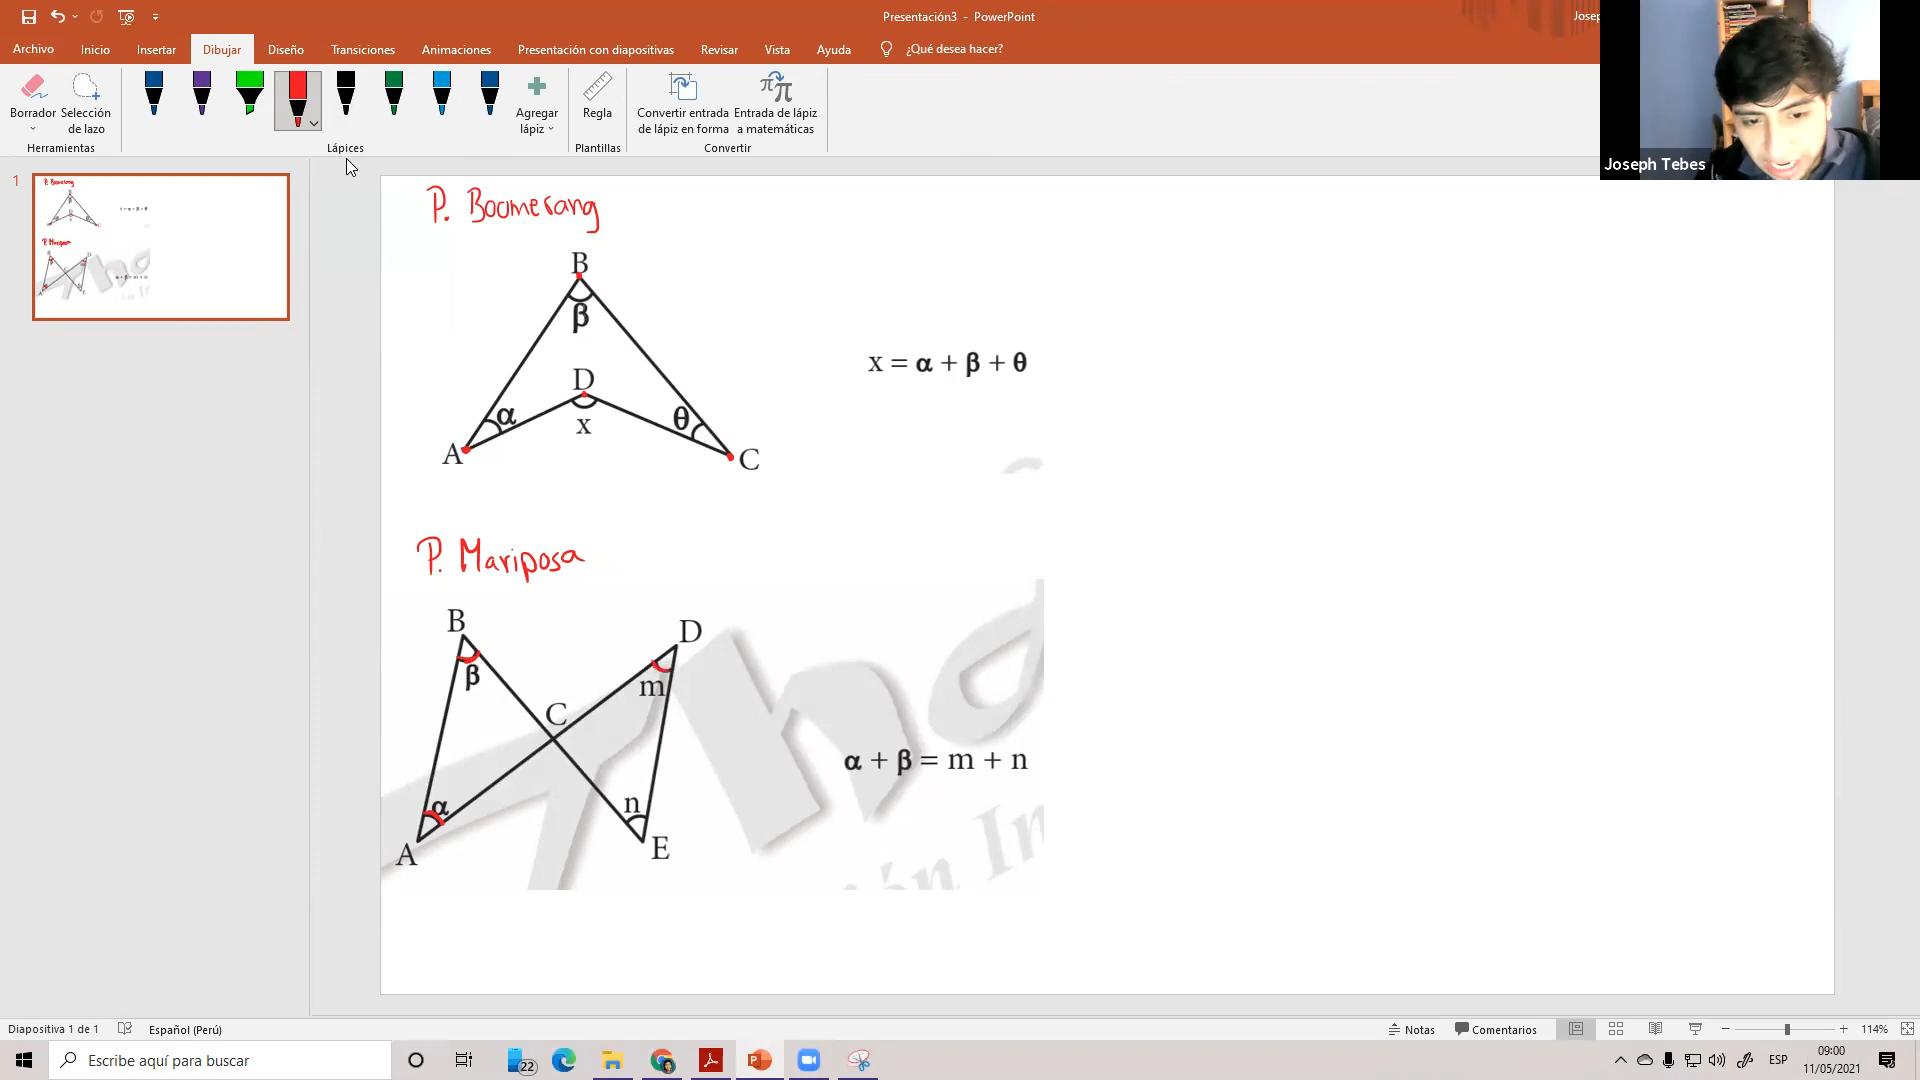 Presentación3 - PowerPoint
Archivo Inicio Insertar Dibujar Diseño Transiciones Animaciones Presentación con diapositivas Revisar Vista Ayuda ¿Qué desea hacer?
Borrador
Selección de lazo
Agregar lápiz
Regla
Convertir entrada de lápiz en forma
Entrada de lápiz a matemáticas
Herramientas Lápices Plantillas Convertir
Joseph Tebes
1
P. Boomerang
B
β
D
x = α + β + θ
α
θ
x
A
C
P. Mariposa
B
D
β
m
C
α + β = m + n
α
n
A
E
Diapositiva 1 de 1 Español (Perú) Notas Comentarios 114%
Escribe aquí para buscar
22
ESP
09:00
11/05/2021